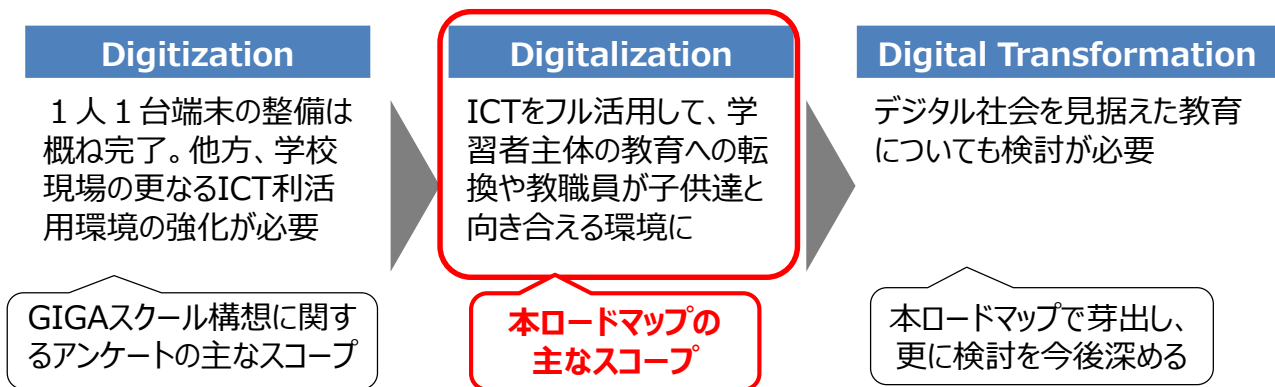 Digitization
１人１台端末の整備は
概ね完了。他方、学校
現場の更なるICT利活
用環境の強化が必要
GIGAスクール構想に関す
るアンケートの主なスコープ
Digitalization
ICTをフル活用して、学
習者主体の教育への転
換や教職員が子供達と
向き合える環境に
本ロードマップの
主なスコープ
Digital Transformation
デジタル社会を見据えた教育
についても検討が必要
本ロードマップで芽出し、
更に検討を今後深める